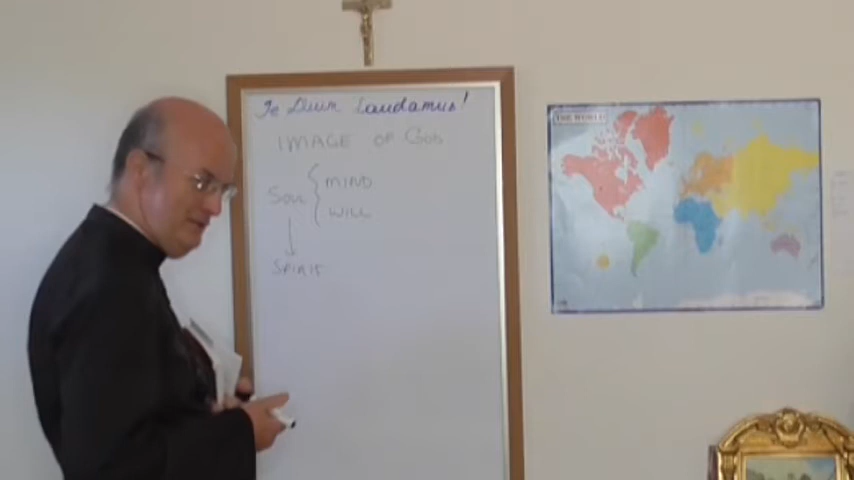 Te Deum laudamus!
IMAGE OF GOD
SOUL { MIND
WILL
↓
SPIRIT
THE WORLD